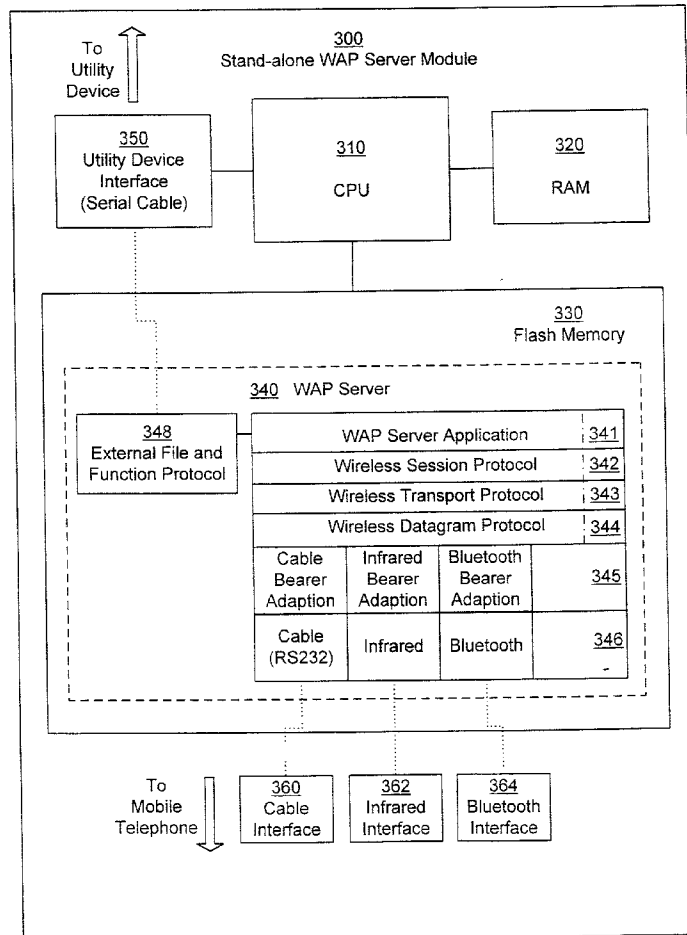 To
Utility
Device
300
Stand-alone WAP Server Module
350
Utility Device
Interface
(Serial Cable)
310
CPU
320
RAM
330
Flash Memory
340 WAP Server
348
External File and
Function Protocol
WAP Server Application 341
Wireless Session Protocol 342
Wireless Transport Protocol 343
Wireless Datagram Protocol 344
Cable
Bearer
Adaption
Infrared
Bearer
Adaption
Bluetooth
Bearer
Adaption
345
Cable
(RS232)
Infrared
Bluetooth
346
To
Mobile
Telephone
360
Cable
Interface
362
Infrared
Interface
364
Bluetooth
Interface